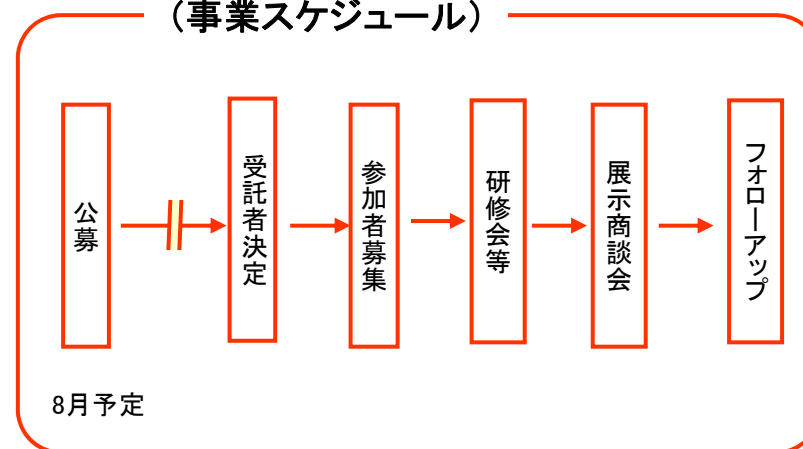 （事業スケジュール）
公募
受託者決定
参加者募集
研修会等
展示商談会
フォローアップ
8月予定